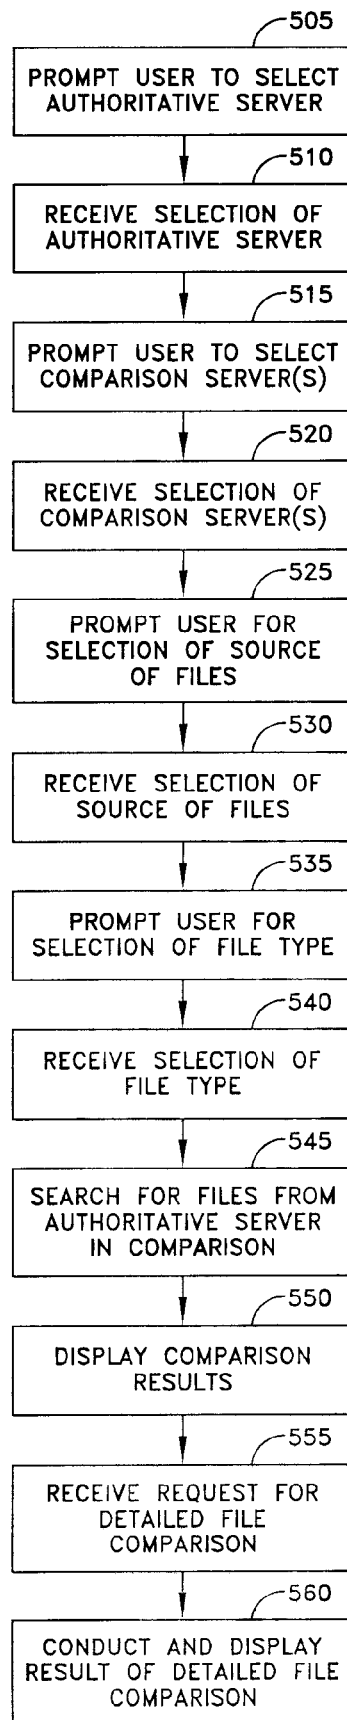 505
PROMPT USER TO SELECT
AUTHORITATIVE SERVER
510
RECEIVE SELECTION OF
AUTHORITATIVE SERVER
515
PROMPT USER TO SELECT
COMPARISON SERVER(S)
520
RECEIVE SELECTION OF
COMPARISON SERVER(S)
525
PROMPT USER FOR
SELECTION OF SOURCE
OF FILES
530
RECEIVE SELECTION OF
SOURCE OF FILES
535
PROMPT USER FOR
SELECTION OF FILE TYPE
540
RECEIVE SELECTION OF
FILE TYPE
545
SEARCH FOR FILES FROM
AUTHORITATIVE SERVER
IN COMPARISON
550
DISPLAY COMPARISON
RESULTS
555
RECEIVE REQUEST FOR
DETAILED FILE
COMPARISON
560
CONDUCT AND DISPLAY
RESULT OF DETAILED FILE
COMPARISON